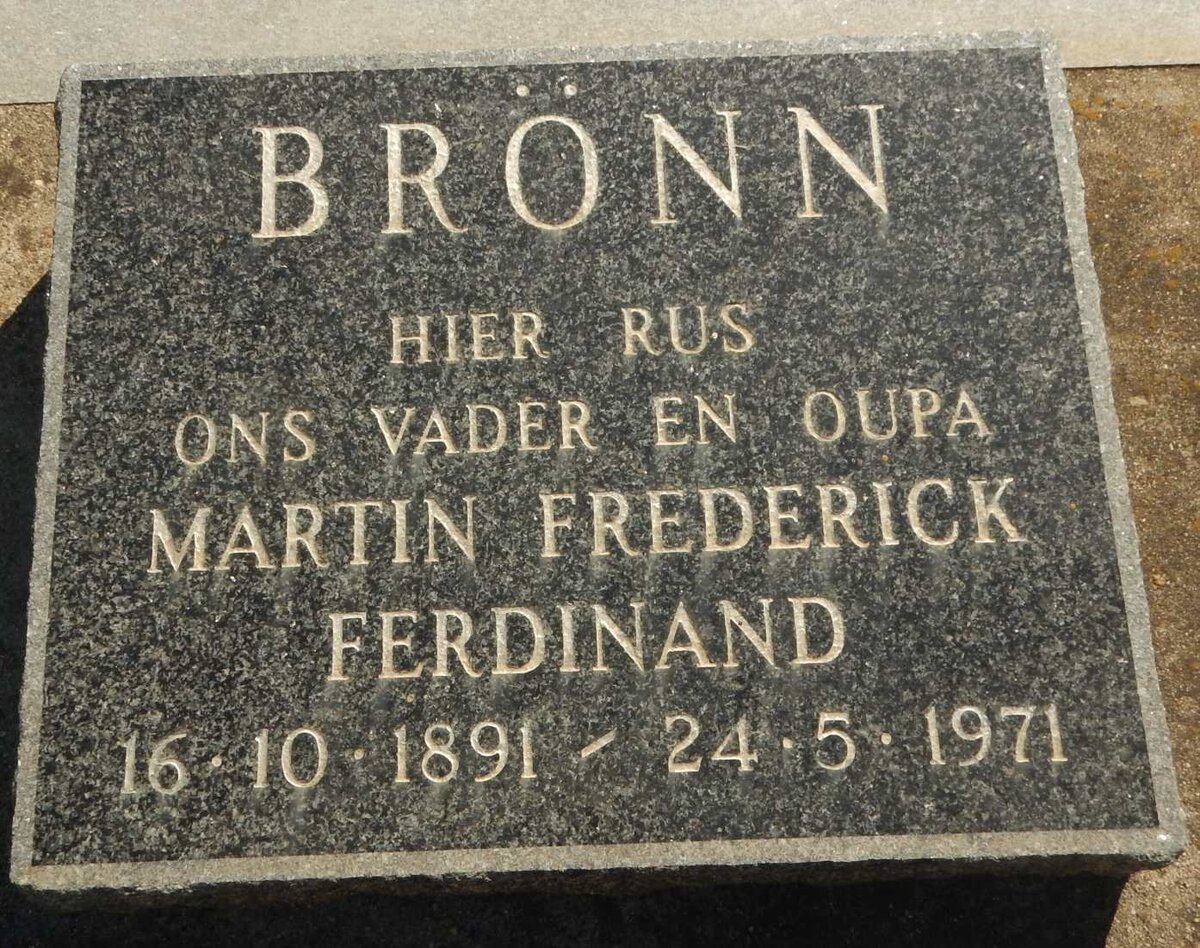 BRÖNN
HIER RUS
ONS VADER EN OUPA
MARTIN FREDERICK
FERDINAND
16·10·1891 - 24·5·1971